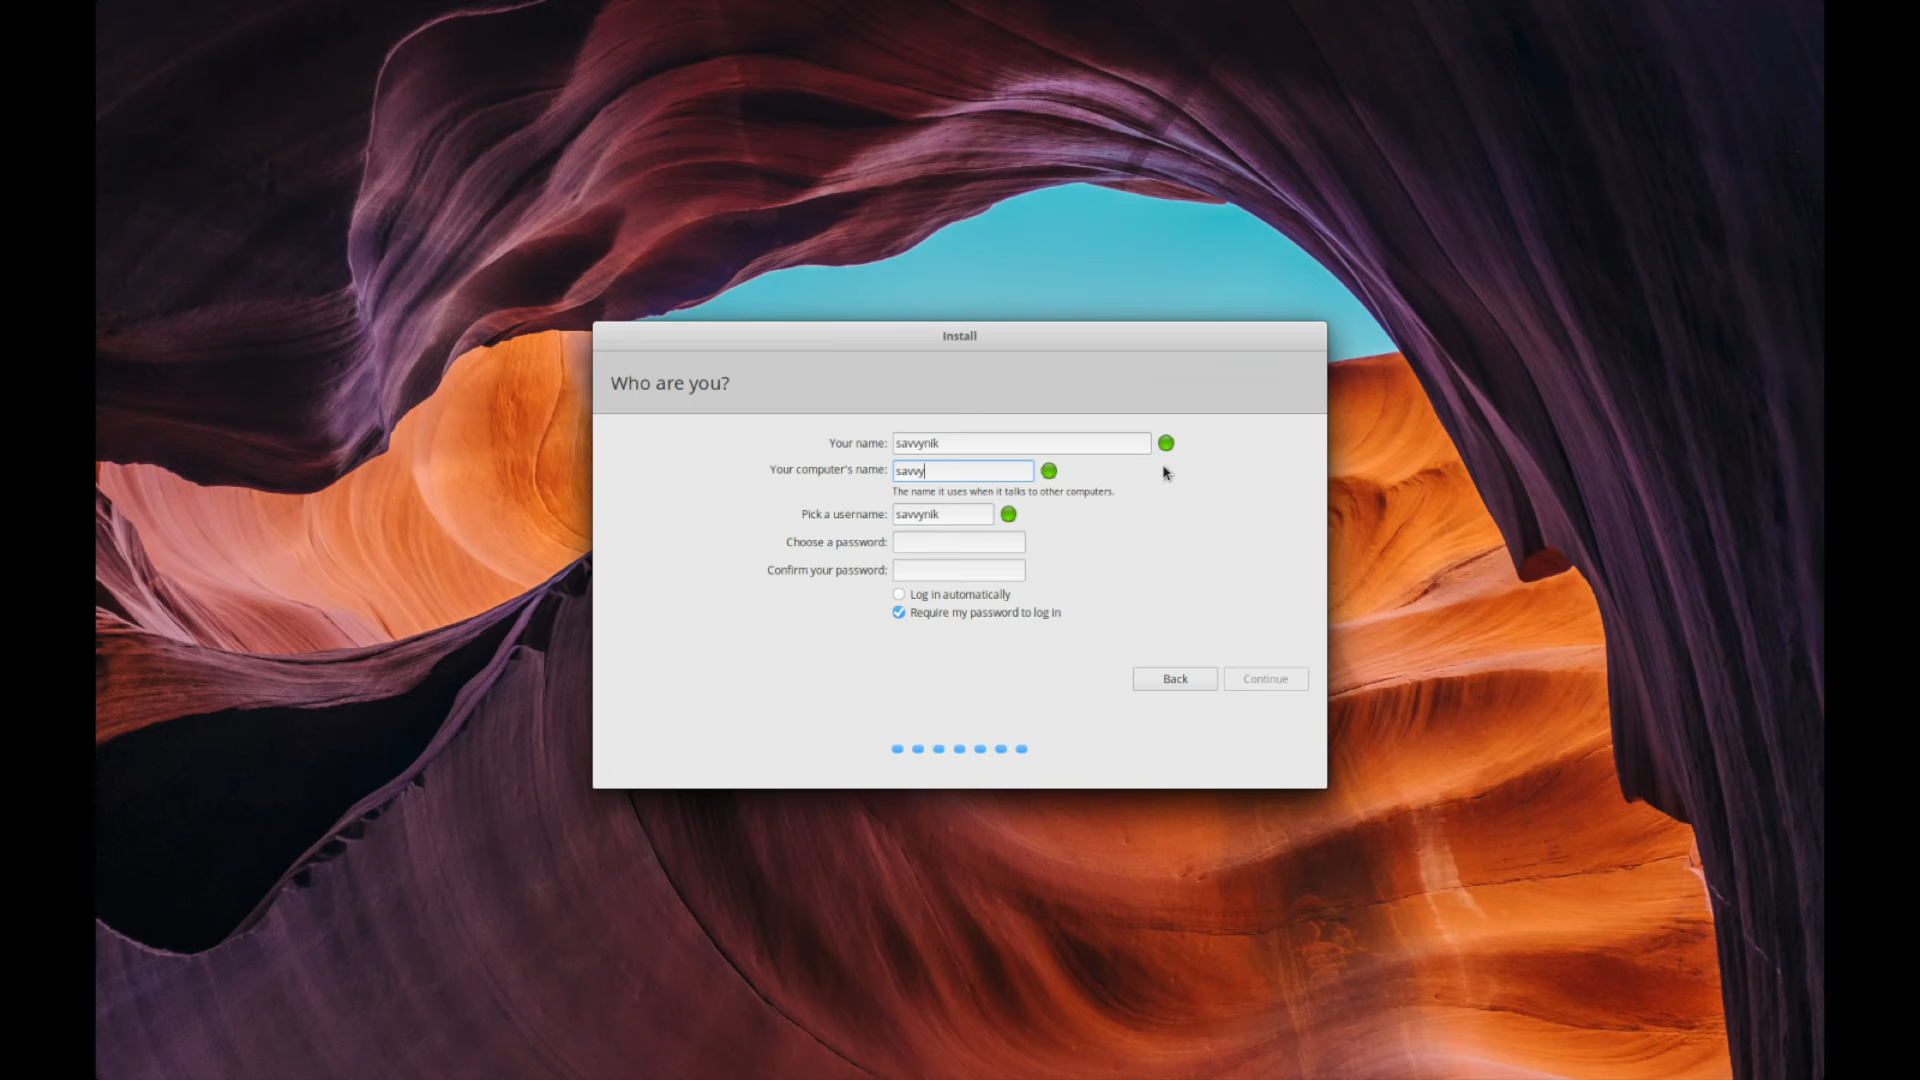 Install
Who are you?
Your name: savvynik
Your computer's name: savvy
The name it uses when it talks to other computers.
Pick a username: savvynik
Choose a password:
Confirm your password:
Log in automatically
Require my password to log in
Back Continue